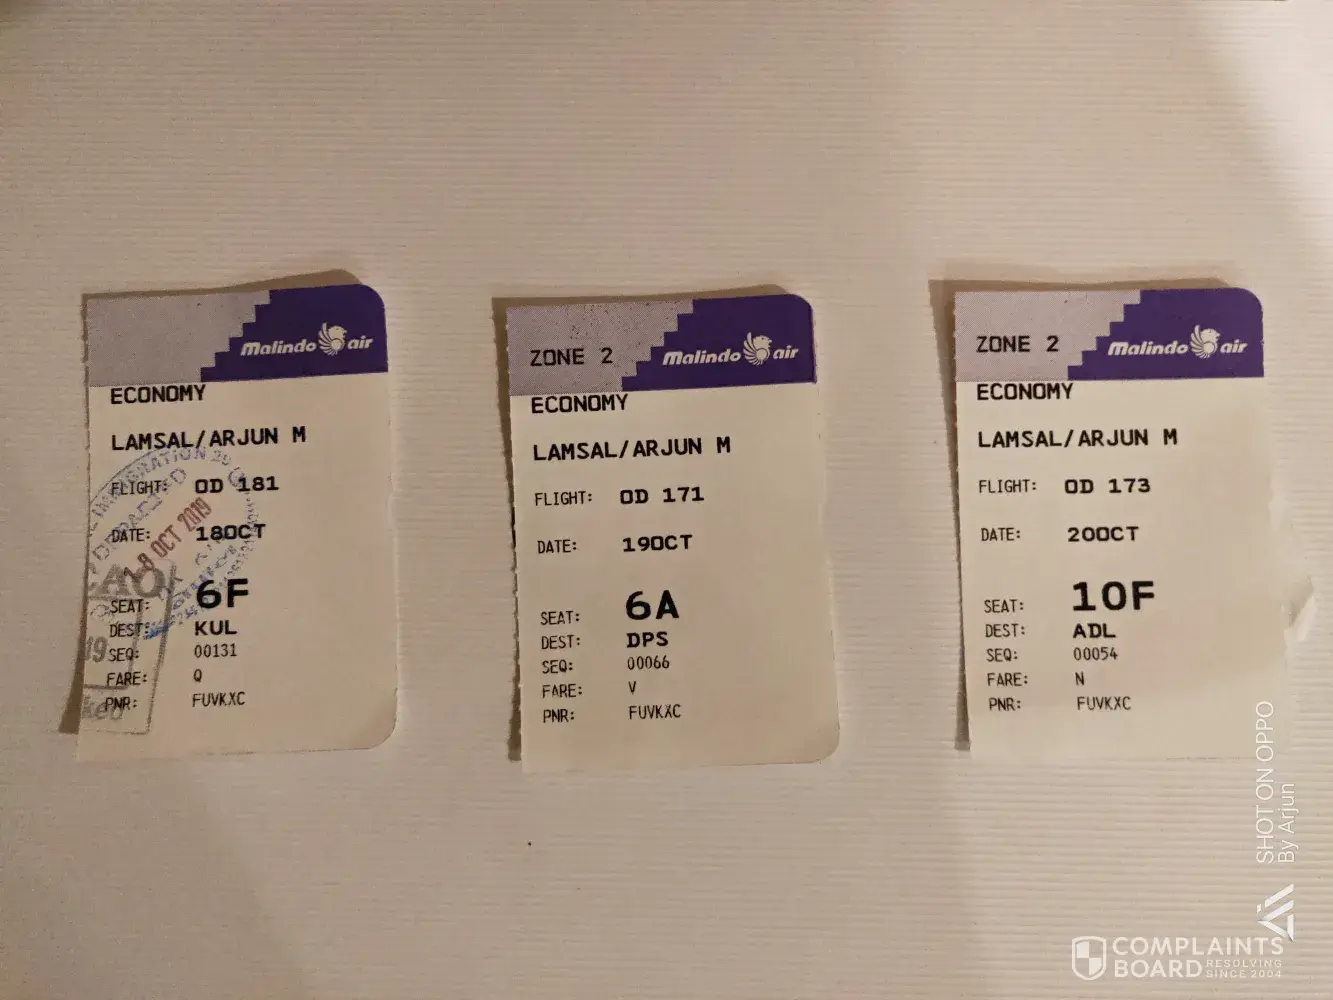 Malindo air
ECONOMY
LAMSAL/ARJUN M
FLIGHT: OD 181
DATE: 18OCT
SEAT: 6F
DEST: KUL
SEQ: 00131
FARE: Q
PNR: FUVKXC
IMMIGRATION
OCT 2019
ZONE 2
Malindo air
ECONOMY
LAMSAL/ARJUN M
FLIGHT: OD 171
DATE: 19OCT
SEAT: 6A
DEST: DPS
SEQ: 00066
FARE: V
PNR: FUVKXC
ZONE 2
Malindo air
ECONOMY
LAMSAL/ARJUN M
FLIGHT: OD 173
DATE: 20OCT
SEAT: 10F
DEST: ADL
SEQ: 00054
FARE: N
PNR: FUVKXC
SHOT ON OPPO
By Arjun
COMPLAINTS
BOARD RESOLVING
SINCE 2004